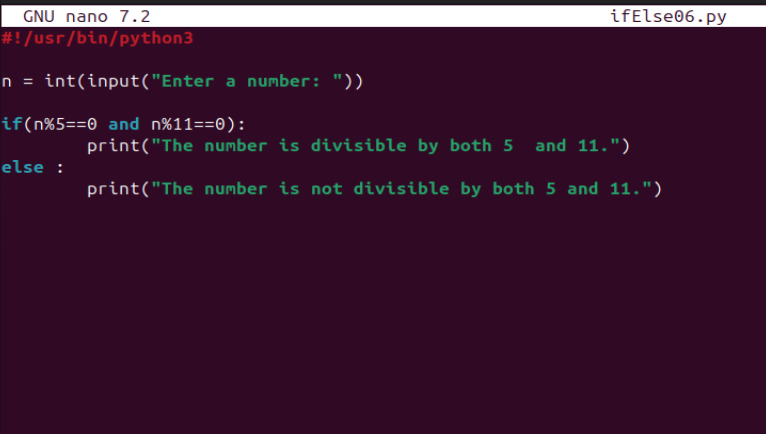 GNU nano 7.2 ifElse06.py
#!/usr/bin/python3
n = int(input("Enter a number: "))
if(n%5==0 and n%11==0):
        print("The number is divisible by both 5  and 11.")
else :
        print("The number is not divisible by both 5 and 11.")